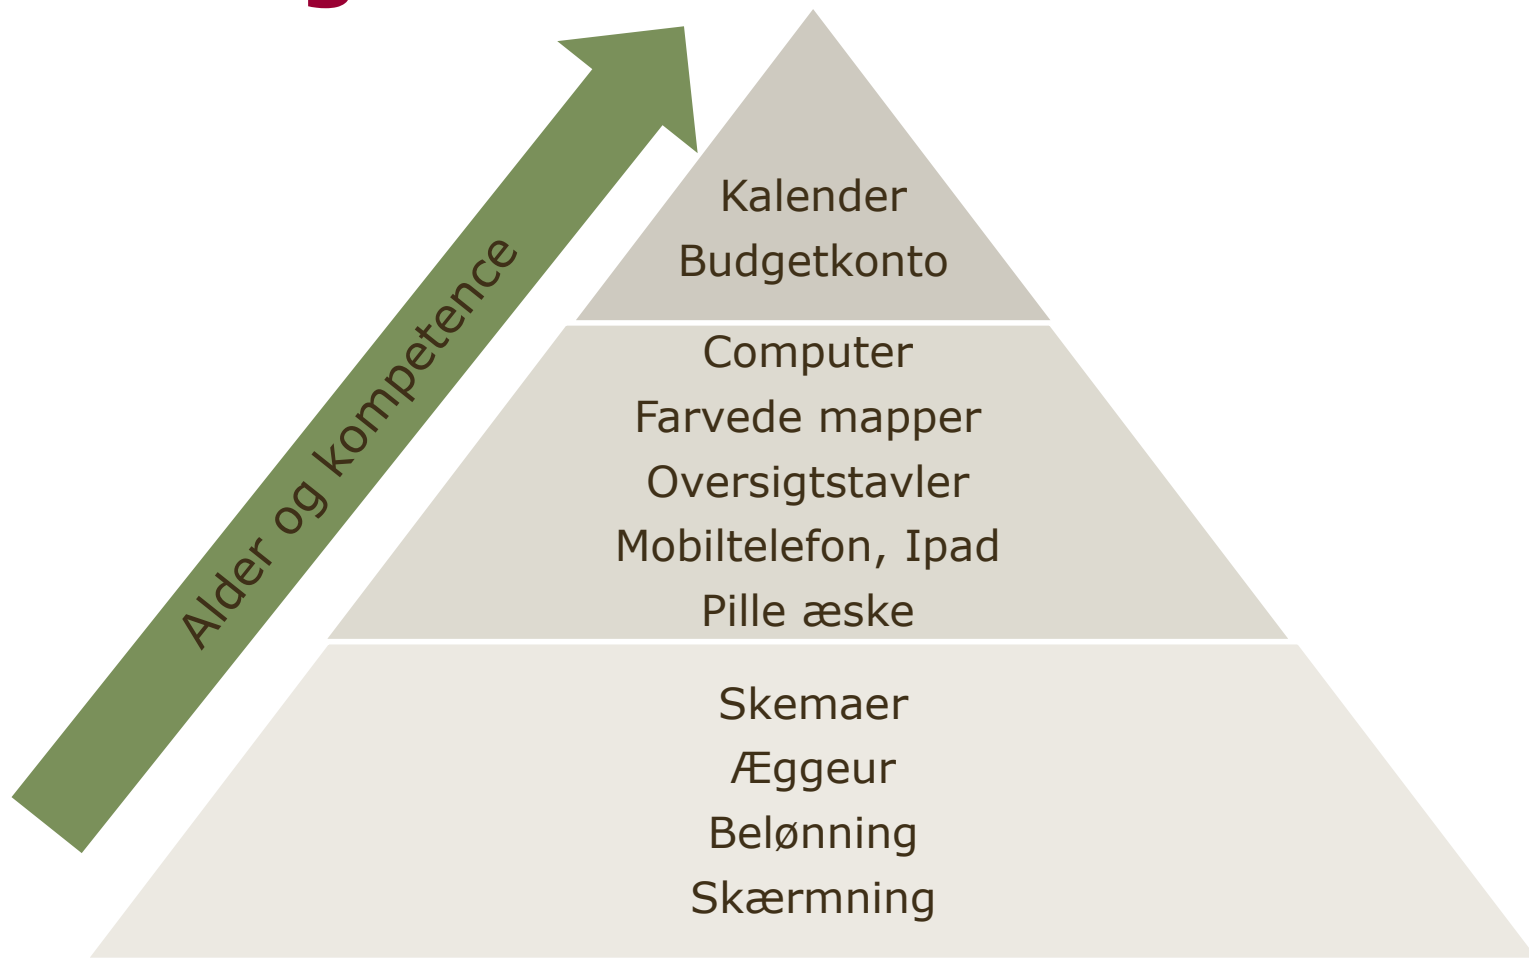 Kalender
Budgetkonto
Alder og kompetence
Computer
Farvede mapper
Oversigtstavler
Mobiltelefon, Ipad
Pille æske
Skemaer
Æggeur
Belønning
Skærmning